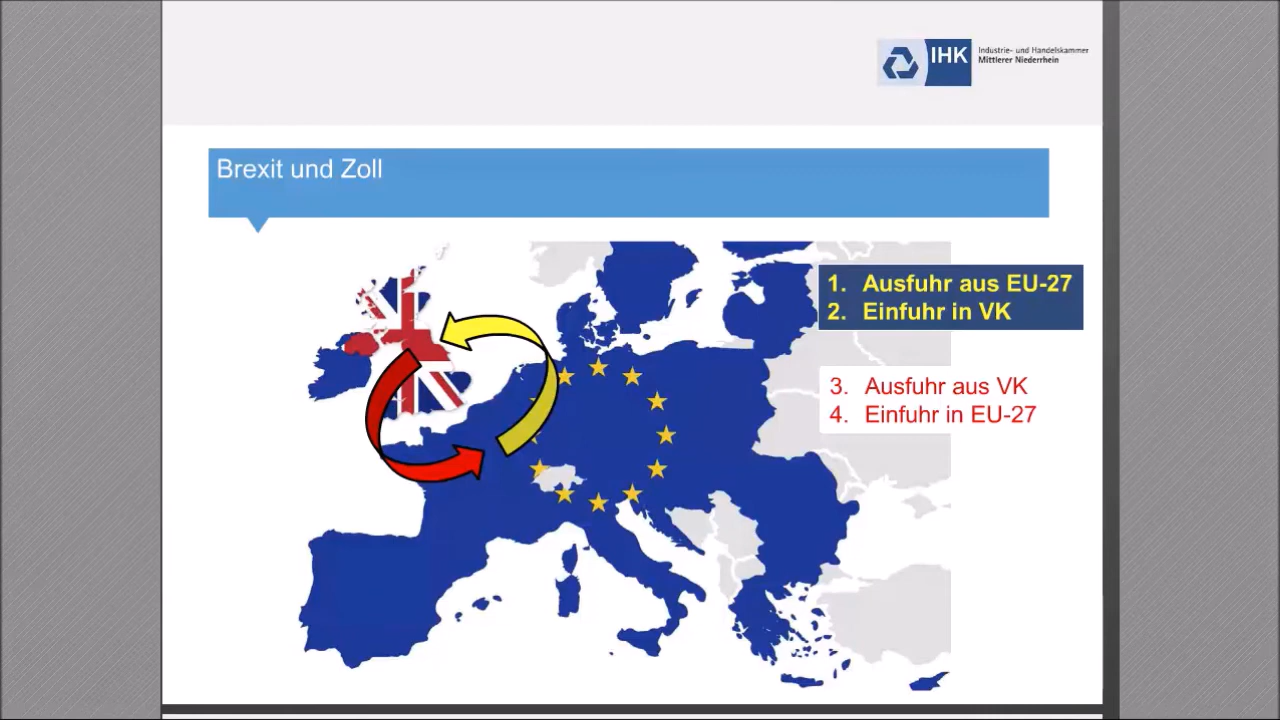 IHK
Industrie- und Handelskammer
Mittlerer Niederrhein
Brexit und Zoll
1. Ausfuhr aus EU-27
2. Einfuhr in VK
3. Ausfuhr aus VK
4. Einfuhr in EU-27